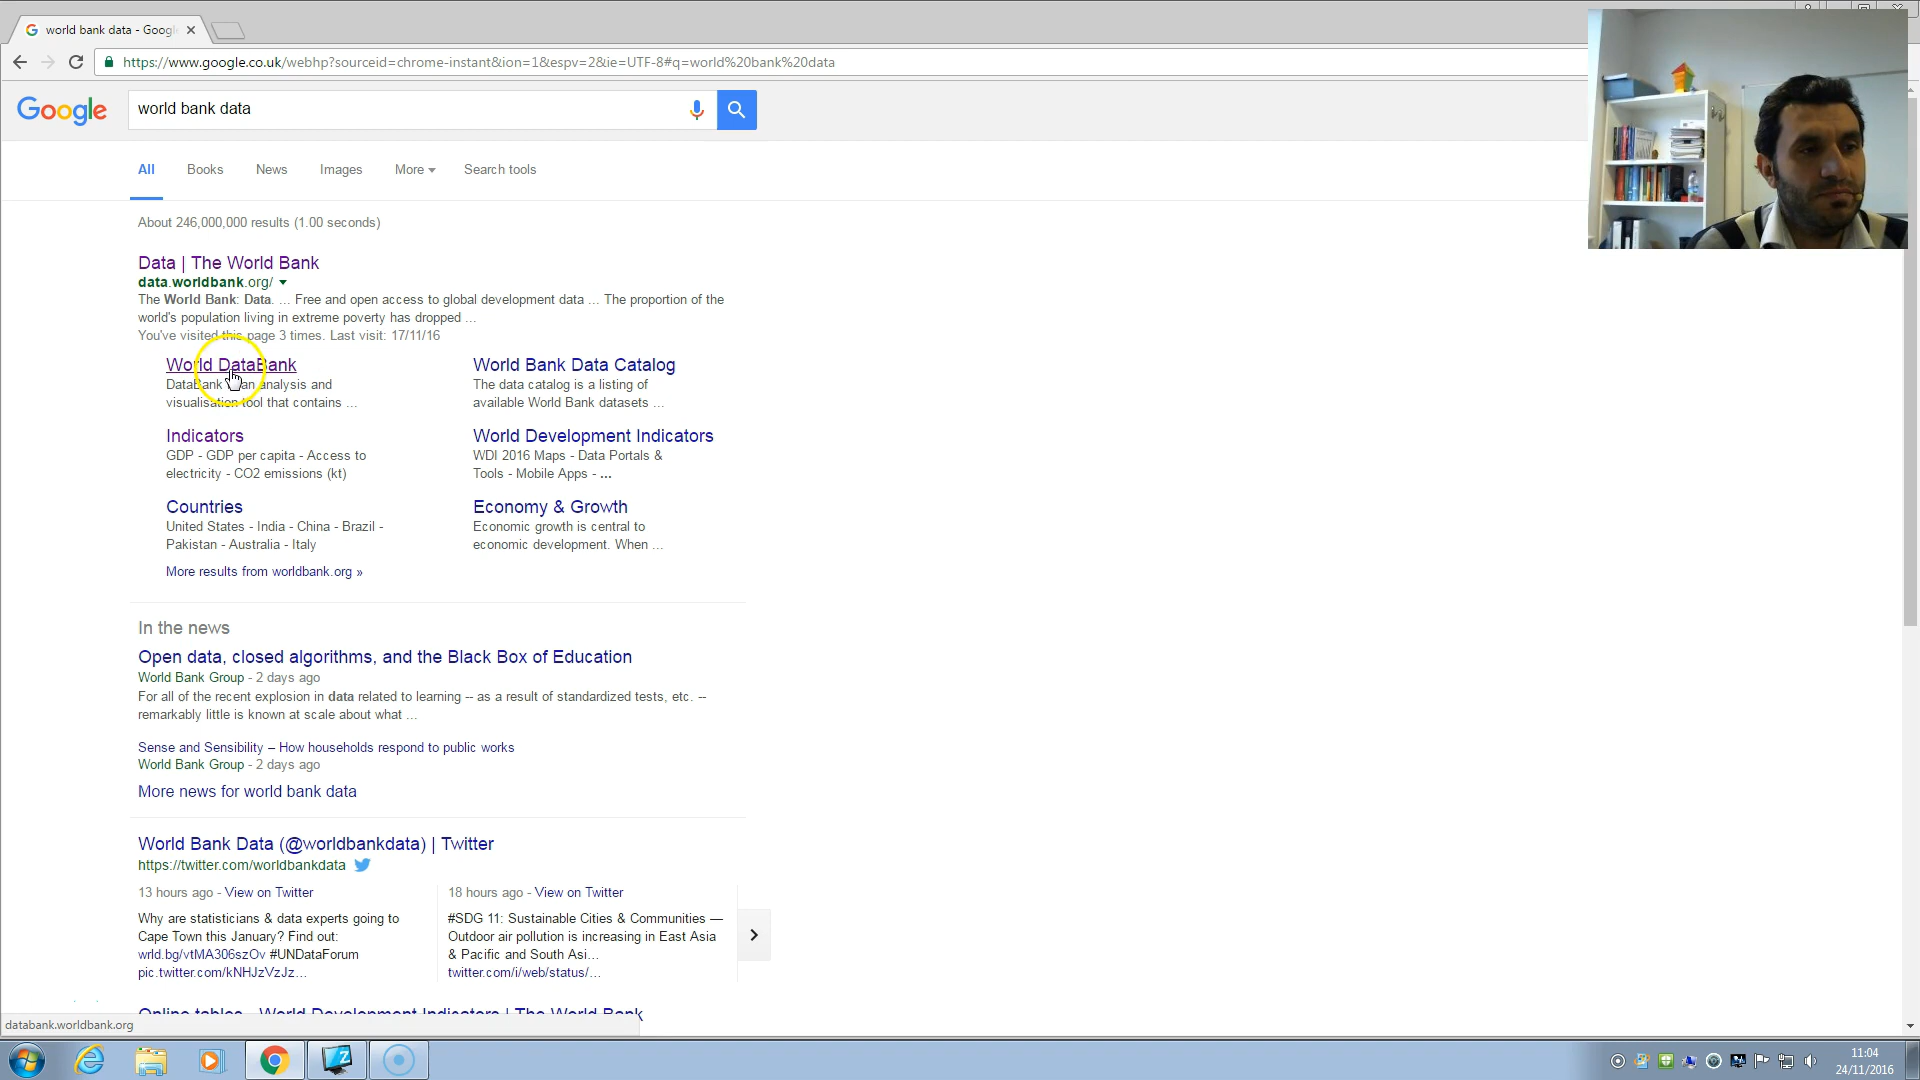 world bank data - Googl
https://www.google.co.uk/webhp?sourceid=chrome-instant&ion=1&espv=2&ie=UTF-8#q=world%20bank%20data
Google
world bank data
All Books News Images More Search tools
About 246,000,000 results (1.00 seconds)
Data | The World Bank
data.worldbank.org/
The World Bank: Data. ... Free and open access to global development data ... The proportion of the
world's population living in extreme poverty has dropped ...
You've visited this page 3 times. Last visit: 17/11/16
World DataBank
DataBank an analysis and
visualisation tool that contains ...
World Bank Data Catalog
The data catalog is a listing of
available World Bank datasets ...
Indicators
GDP - GDP per capita - Access to
electricity - CO2 emissions (kt)
World Development Indicators
WDI 2016 Maps - Data Portals &
Tools - Mobile Apps - ...
Countries
United States - India - China - Brazil -
Pakistan - Australia - Italy
Economy & Growth
Economic growth is central to
economic development. When ...
More results from worldbank.org »
In the news
Open data, closed algorithms, and the Black Box of Education
World Bank Group - 2 days ago
For all of the recent explosion in data related to learning -- as a result of standardized tests, etc. --
remarkably little is known at scale about what ...
Sense and Sensibility – How households respond to public works
World Bank Group - 2 days ago
More news for world bank data
World Bank Data (@worldbankdata) | Twitter
https://twitter.com/worldbankdata
13 hours ago - View on Twitter
Why are statisticians & data experts going to
Cape Town this January? Find out:
wrld.bg/vtMA306szOv #UNDataForum
pic.twitter.com/kNHJzVzJz...
18 hours ago - View on Twitter
#SDG 11: Sustainable Cities & Communities —
Outdoor air pollution is increasing in East Asia
& Pacific and South Asi...
twitter.com/i/web/status/...
Online tables - World Development Indicators | The World Bank
databank.worldbank.org
11:04
24/11/2016